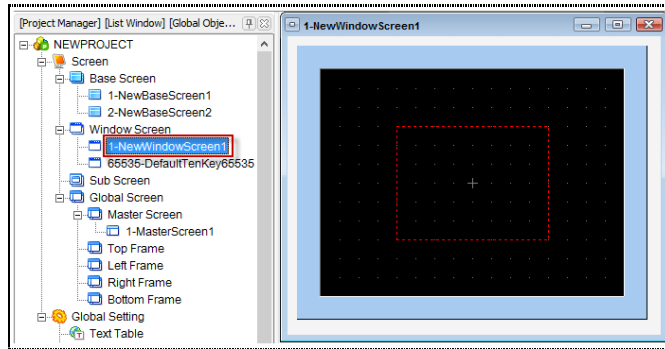 [Project Manager] [List Window] [Global Obje...
NEWPROJECT
Screen
Base Screen
1-NewBaseScreen1
2-NewBaseScreen2
Window Screen
1-NewWindowScreen1
65535-DefaultTenKey65535
Sub Screen
Global Screen
Master Screen
1-MasterScreen1
Top Frame
Left Frame
Right Frame
Bottom Frame
Global Setting
Text Table
1-NewWindowScreen1